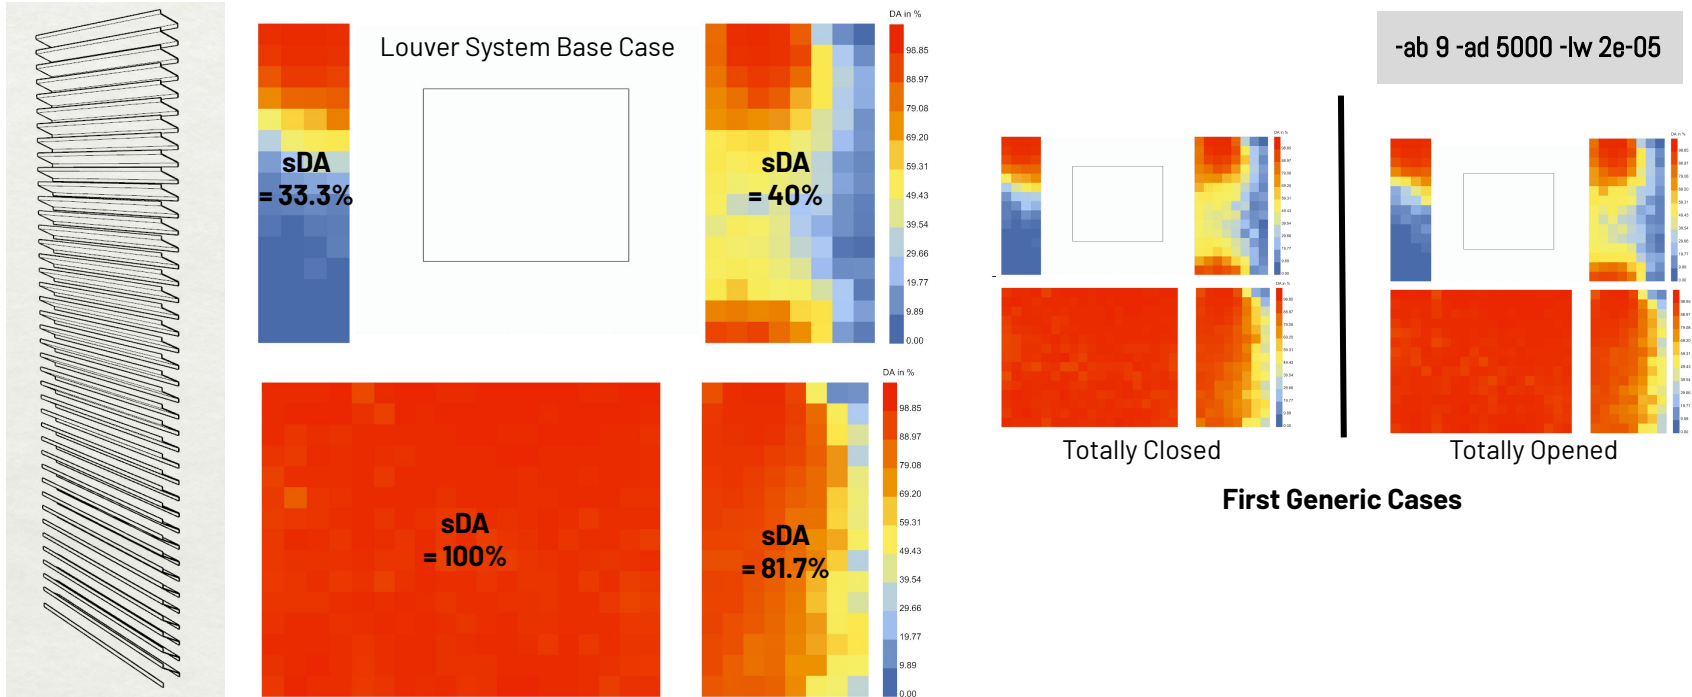 Louver System Base Case
sDA
= 33.3%
sDA
= 40%
DA in %
98.85
88.97
79.08
69.20
59.31
49.43
39.54
29.66
19.77
9.89
0.00
sDA
= 100%
sDA
= 81.7%
DA in %
98.85
88.97
79.08
69.20
59.31
49.43
39.54
29.66
19.77
9.89
0.00
-ab 9 -ad 5000 -lw 2e-05
Totally Closed
Totally Opened
First Generic Cases